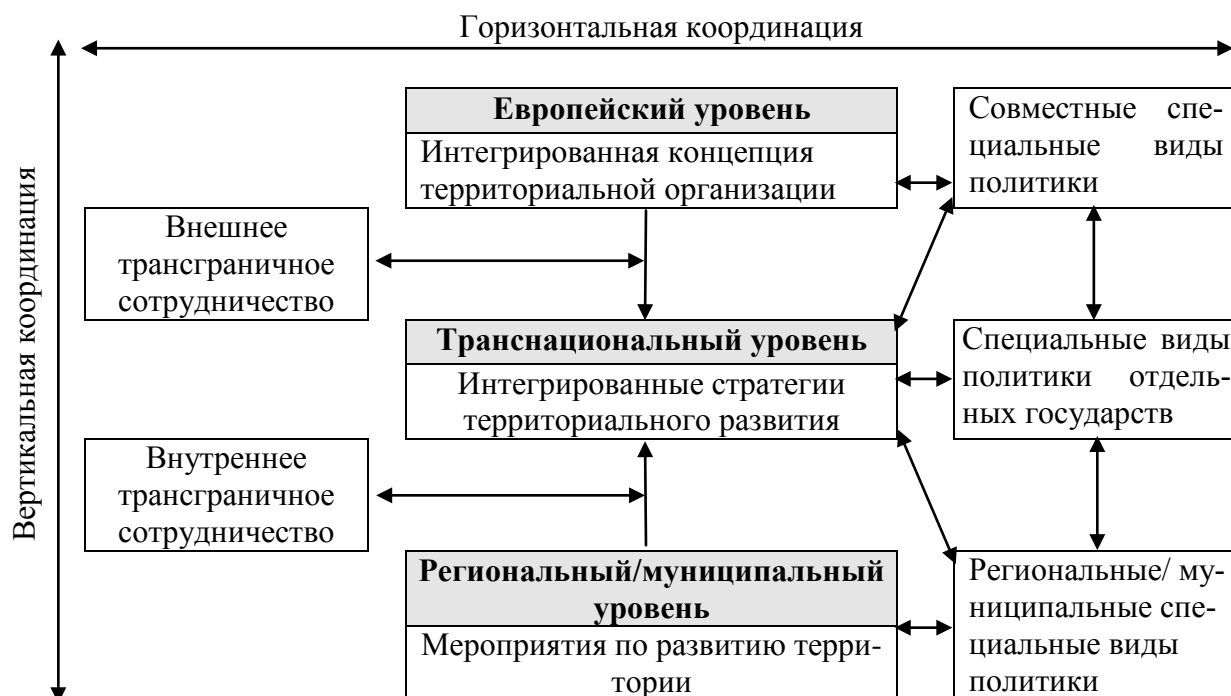 Горизонтальная координация
Вертикальная координация
Европейский уровень
Интегрированная концепция
территориальной организации
Совместные спе-
циальные виды
политики
Внешнее
трансграничное
сотрудничество
Транснациональный уровень
Интегрированные стратегии
территориального развития
Специальные виды
политики отдель-
ных государств
Внутреннее
трансграничное
сотрудничество
Региональный/муниципальный
уровень
Мероприятия по развитию терри-
тории
Региональные/ му-
ниципальные спе-
циальные виды
политики